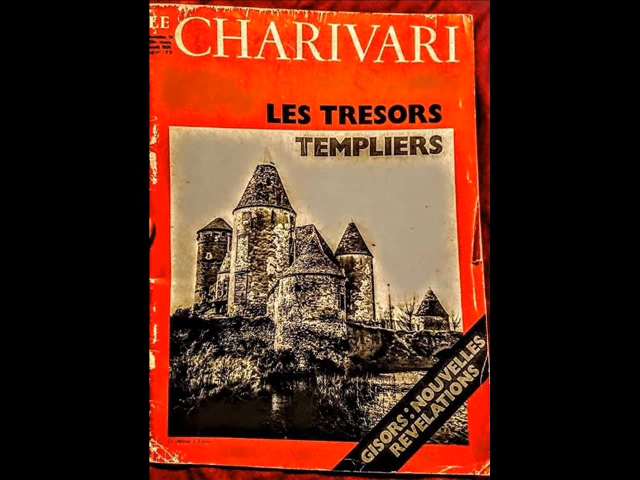 LE
CHARIVARI
LES TRESORS
TEMPLIERS
GISORS : NOUVELLES
REVELATIONS